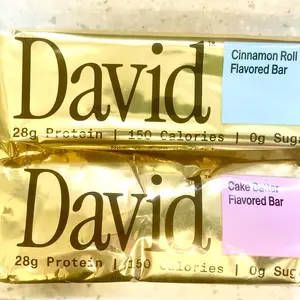 David
Cinnamon Roll
Flavored Bar
28g Protein | 150 Calories | 0g Suga
David
Cake Batter
Flavored Bar
28g Protein | 150 Calories | 0g Su